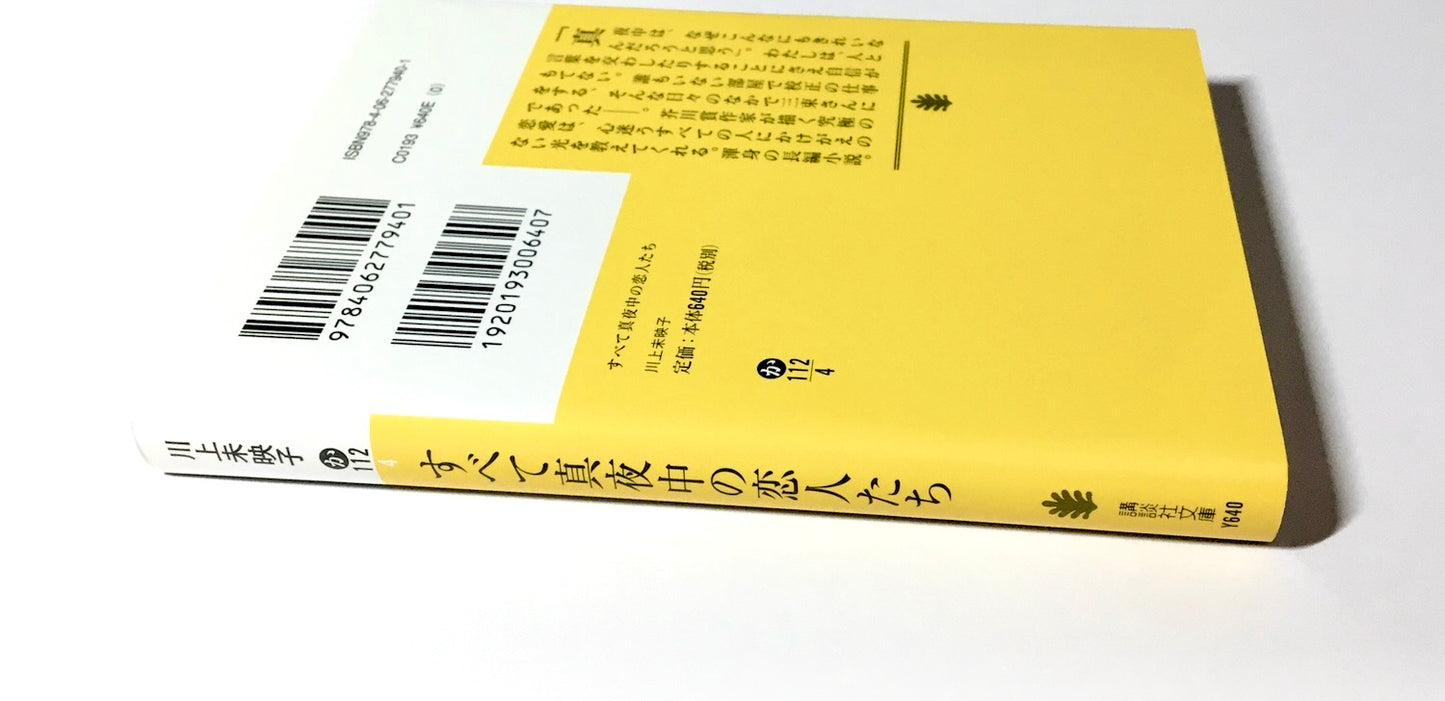 ISBN978-4-06-277940-1
C0193 ¥640E (0)
9784062779401
1920193006407
「真夜中は、なぜこんなにもきれいな
んだろうと思う」。わたしは、人と
言葉を交わしたりすることにさえ自信が
もてない。誰もいない部屋で校正の仕事
をする、そんな日々のなかで三束さんに
であった――。芥川賞作家が描く究極の
恋愛は、心迷うすべての人にかけがえの
ない光を教えてくれる。渾身の長編小説。
すべて真夜中の恋人たち
川上未映子
定価:本体640円(税別)
か
112
4
川上未映子
か
112
4
すべて真夜中の恋人たち
講談社文庫
¥640